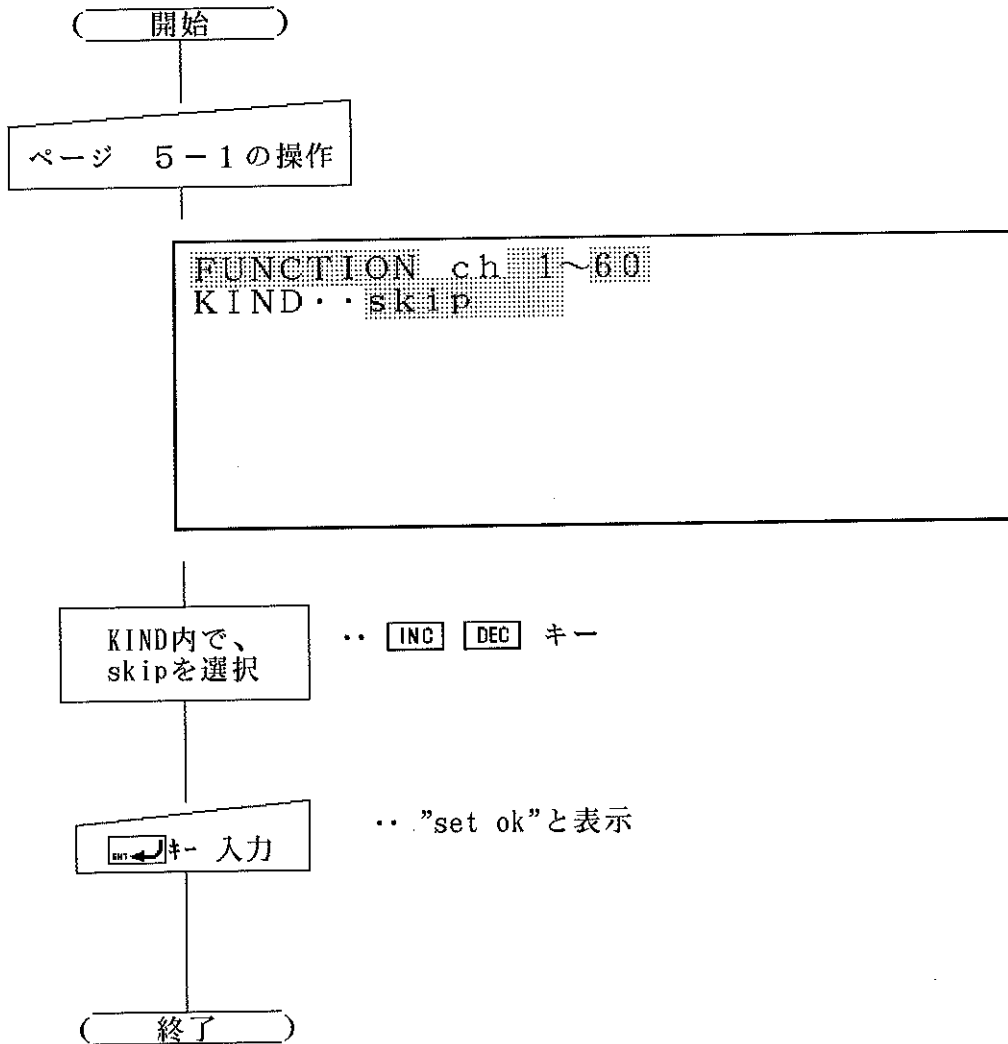 開始
ページ 5-1の操作
FUNCTION ch 1~60
KIND・・skip
KIND内で、
skipを選択
・・ INC DEC キー
ENT キー 入力
・・ "set ok"と表示
終了